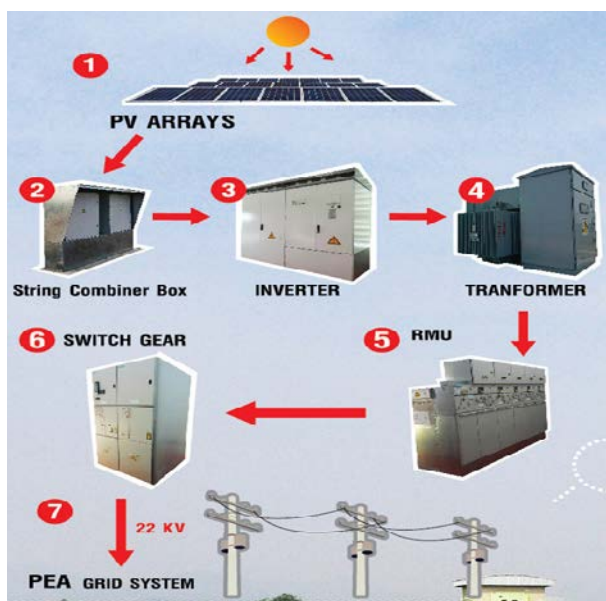 1
PV ARRAYS
2
String Combiner Box
3
INVERTER
4
TRANFORMER
5
RMU
6
SWITCH GEAR
7
22 KV
PEA GRID SYSTEM